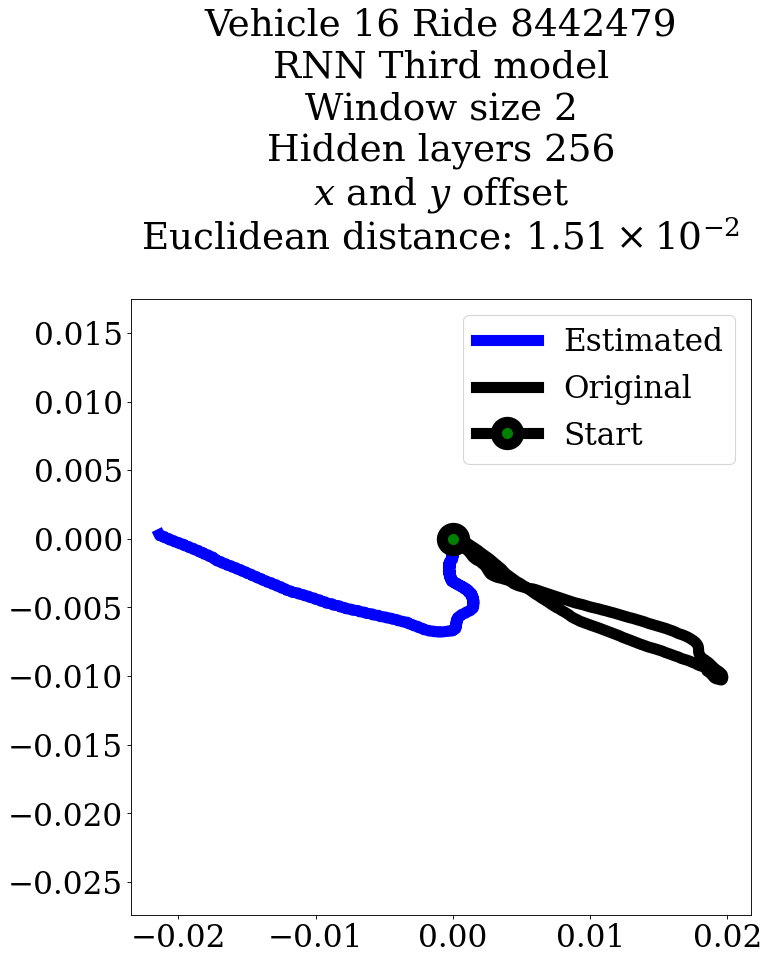 Vehicle 16 Ride 8442479
RNN Third model
Window size 2
Hidden layers 256
x and y offset
Euclidean distance: 1.51 × 10⁻²
Estimated
Original
Start
0.015
0.010
0.005
0.000
−0.005
−0.010
−0.015
−0.020
−0.025
−0.02 −0.01 0.00 0.01 0.02